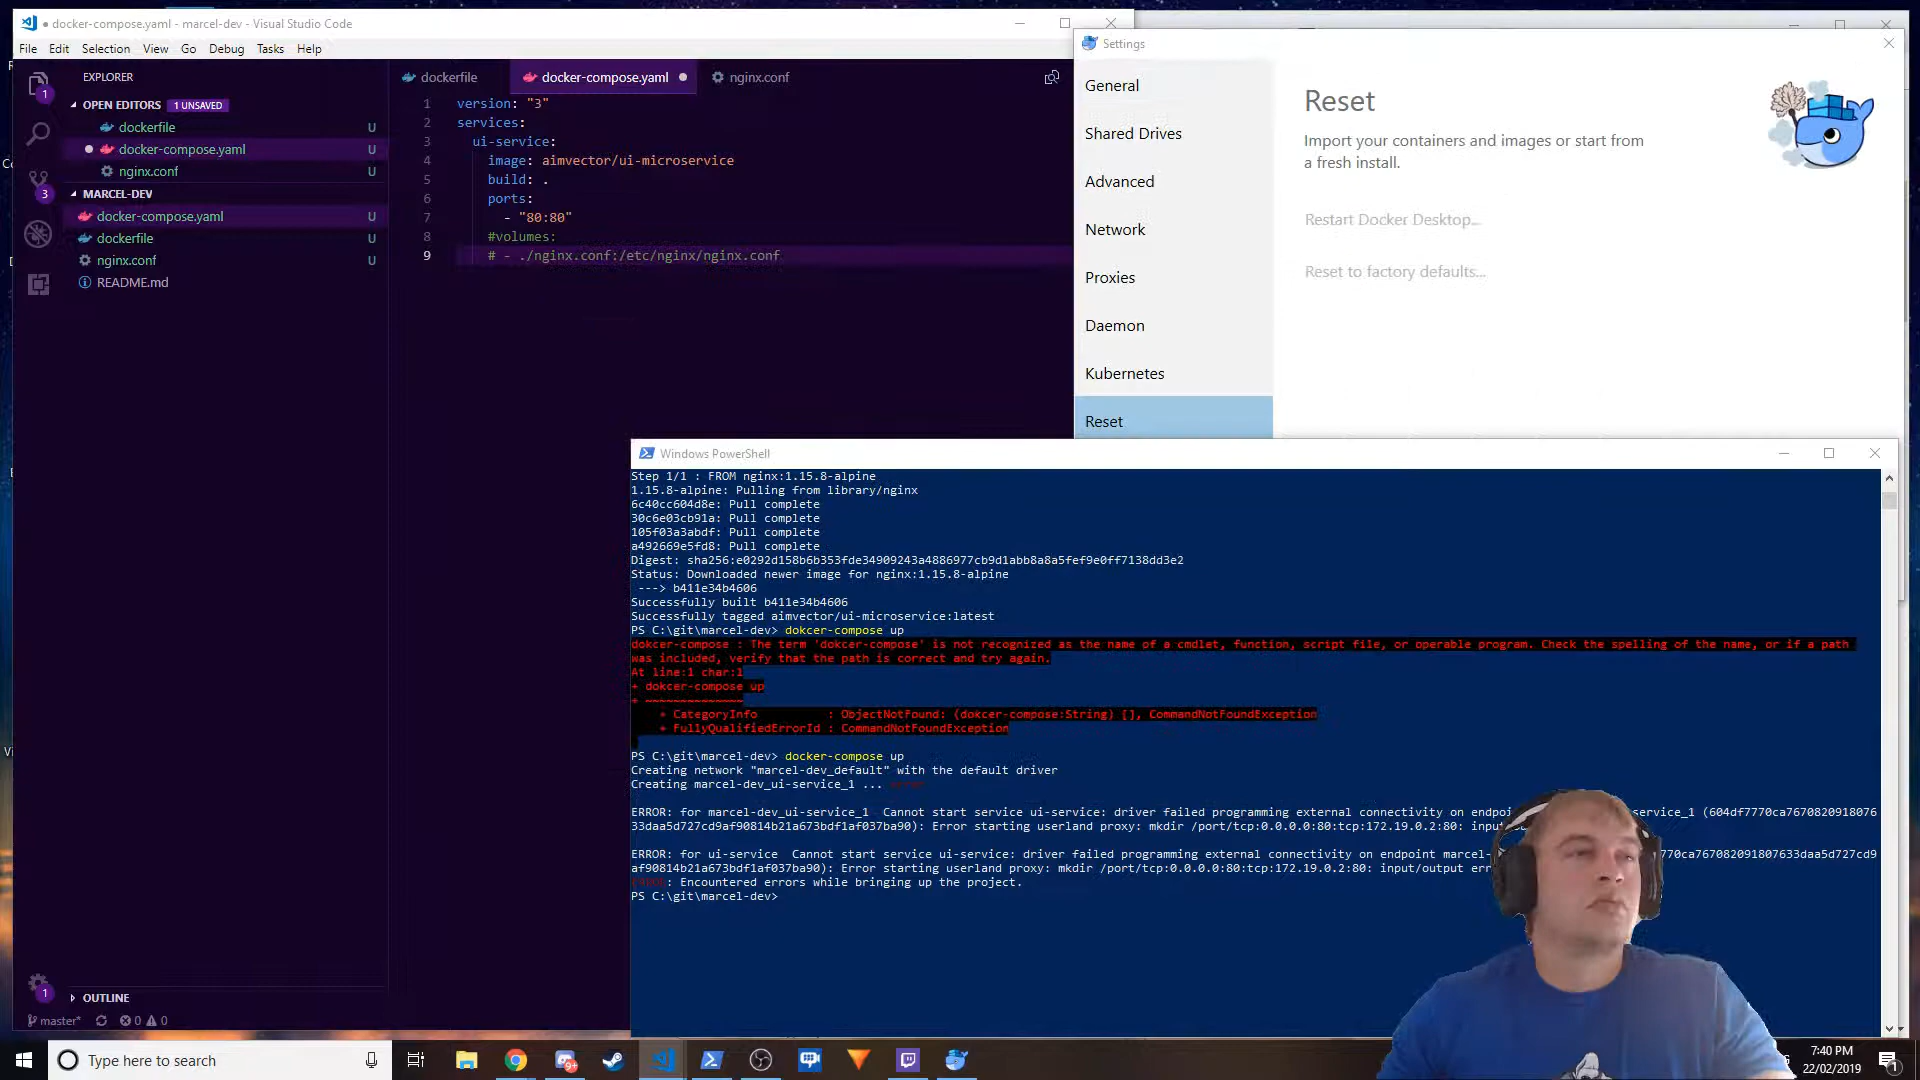 docker-compose.yaml - marcel-dev - Visual Studio Code
File Edit Selection View Go Debug Tasks Help
EXPLORER
OPEN EDITORS 1 UNSAVED
dockerfile U
docker-compose.yaml U
nginx.conf U
MARCEL-DEV
docker-compose.yaml U
dockerfile U
nginx.conf U
README.md
1
3
1
OUTLINE
master*
0 0
dockerfile docker-compose.yaml nginx.conf
1 version: "3"
2 services:
3 ui-service:
4 image: aimvector/ui-microservice
5 build: .
6 ports:
7 - "80:80"
8 #volumes:
9 # - ./nginx.conf:/etc/nginx/nginx.conf
Settings
General
Shared Drives
Advanced
Network
Proxies
Daemon
Kubernetes
Reset
Reset
Import your containers and images or start from
a fresh install.
Restart Docker Desktop...
Reset to factory defaults...
Windows PowerShell
Step 1/1 : FROM nginx:1.15.8-alpine
1.15.8-alpine: Pulling from library/nginx
6c40cc604d8e: Pull complete
30c6e03cb91a: Pull complete
105f03a3abdf: Pull complete
a492669e5fd8: Pull complete
Digest: sha256:e0292d158b6b353fde34909243a4886977cb9d1abb8a8a5fef9e0ff7138dd3e2
Status: Downloaded newer image for nginx:1.15.8-alpine
---> b411e34b4606
Successfully built b411e34b4606
Successfully tagged aimvector/ui-microservice:latest
PS C:\git\marcel-dev> dokcer-compose up
dokcer-compose : The term 'dokcer-compose' is not recognized as the name of a cmdlet, function, script file, or operable program. Check the spelling of the name, or if a path
was included, verify that the path is correct and try again.
At line:1 char:1
+ dokcer-compose up
+ ~~~~~~~~~~~~~~
+ CategoryInfo : ObjectNotFound: (dokcer-compose:String) [], CommandNotFoundException
+ FullyQualifiedErrorId : CommandNotFoundException
PS C:\git\marcel-dev> docker-compose up
Creating network "marcel-dev_default" with the default driver
Creating marcel-dev_ui-service_1 ... error
ERROR: for marcel-dev_ui-service_1 Cannot start service ui-service: driver failed programming external connectivity on endpoin service_1 (604df7770ca7670820918076
33daa5d727cd9af90814b21a673bdf1af037ba90): Error starting userland proxy: mkdir /port/tcp:0.0.0.0:80:tcp:172.19.0.2:80: input
ERROR: for ui-service Cannot start service ui-service: driver failed programming external connectivity on endpoint marcel- 770ca767082091807633daa5d727cd9
af90814b21a673bdf1af037ba90): Error starting userland proxy: mkdir /port/tcp:0.0.0.0:80:tcp:172.19.0.2:80: input/output err
ERROR: Encountered errors while bringing up the project.
PS C:\git\marcel-dev>
Type here to search
9+
7:40 PM
22/02/2019
1